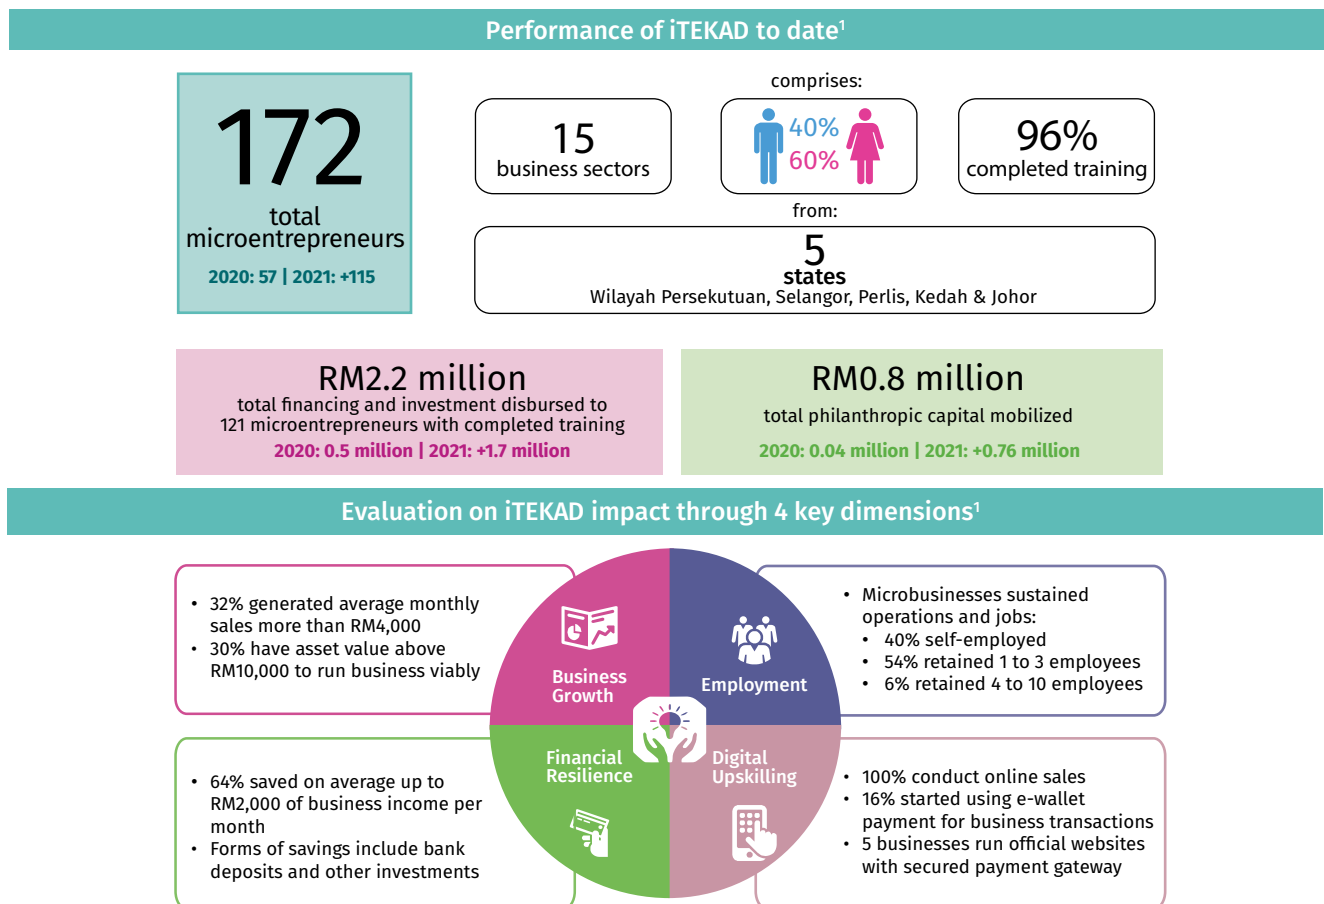 Performance of iTEKAD to date¹
172
total
microentrepreneurs
2020: 57 | 2021: +115
15
business sectors
comprises:
40%
60%
96%
completed training
from:
5
states
Wilayah Persekutuan, Selangor, Perlis, Kedah & Johor
RM2.2 million
total financing and investment disbursed to
121 microentrepreneurs with completed training
2020: 0.5 million | 2021: +1.7 million
RM0.8 million
total philanthropic capital mobilized
2020: 0.04 million | 2021: +0.76 million
Evaluation on iTEKAD impact through 4 key dimensions¹
• 32% generated average monthly
sales more than RM4,000
• 30% have asset value above
RM10,000 to run business viably
Business
Growth
Employment
• Microbusinesses sustained
operations and jobs:
• 40% self-employed
• 54% retained 1 to 3 employees
• 6% retained 4 to 10 employees
• 64% saved on average up to
RM2,000 of business income per
month
• Forms of savings include bank
deposits and other investments
Financial
Resilience
Digital
Upskilling
• 100% conduct online sales
• 16% started using e-wallet
payment for business transactions
• 5 businesses run official websites
with secured payment gateway